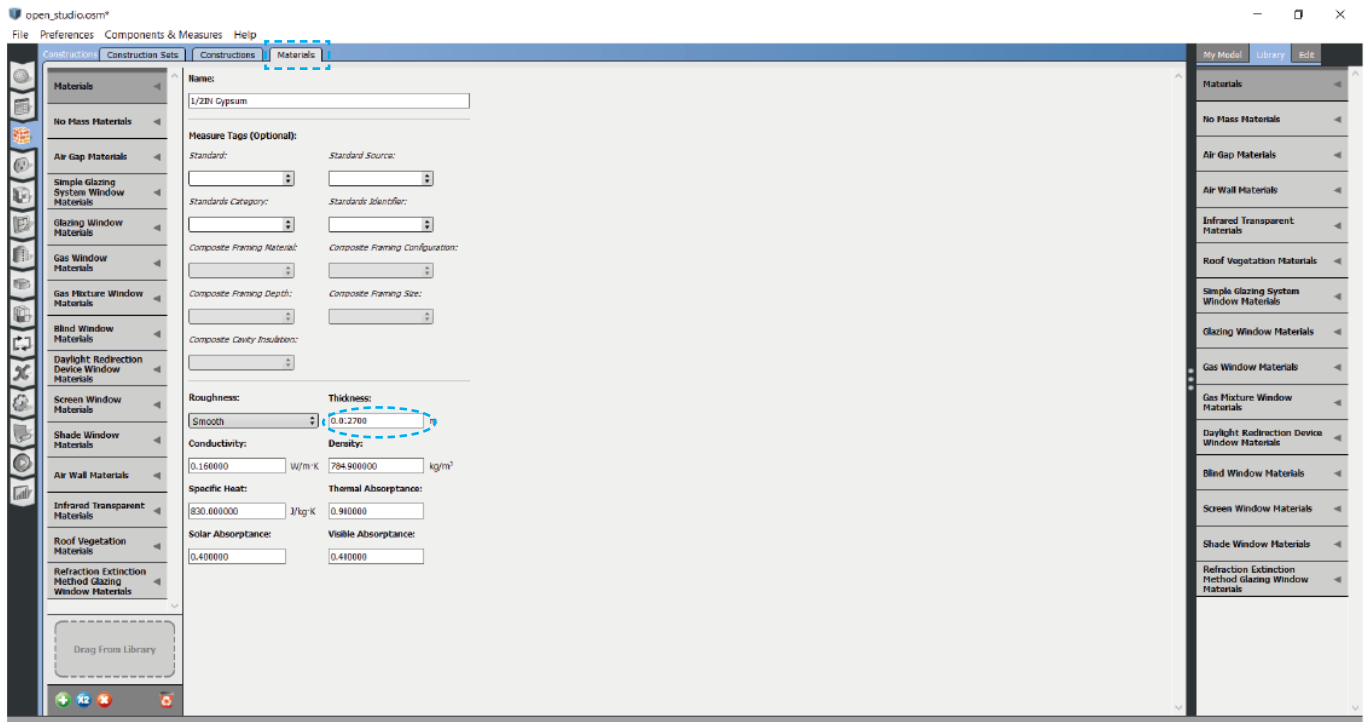 open_studio.osm*
File Preferences Components & Measures Help
Constructions Construction Sets Constructions Materials
My Model Library Edit
Materials
No Mass Materials
Air Gap Materials
Simple Glazing
System Window
Materials
Glazing Window
Materials
Gas Window
Materials
Gas Mixture Window
Materials
Blind Window
Materials
Daylight Redirection
Device Window
Materials
Screen Window
Materials
Shade Window
Materials
Air Wall Materials
Infrared Transparent
Materials
Roof Vegetation
Materials
Refraction Extinction
Method Glazing
Window Materials
Drag From Library
X2
Name:
1/2IN Gypsum
Measure Tags (Optional):
Standard: Standard Source:
Standards Category: Standards Identifier:
Composite Framing Material: Composite Framing Configuration:
Composite Framing Depth: Composite Framing Size:
Composite Cavity Insulation:
Roughness: Thickness:
Smooth 0.012700 m
Conductivity: Density:
0.160000 W/m·K 784.900000 kg/m³
Specific Heat: Thermal Absorptance:
830.000000 J/kg·K 0.900000
Solar Absorptance: Visible Absorptance:
0.400000 0.400000
Materials
No Mass Materials
Air Gap Materials
Air Wall Materials
Infrared Transparent
Materials
Roof Vegetation Materials
Simple Glazing System
Window Materials
Glazing Window Materials
Gas Window Materials
Gas Mixture Window
Materials
Daylight Redirection Device
Window Materials
Blind Window Materials
Screen Window Materials
Shade Window Materials
Refraction Extinction
Method Glazing Window
Materials